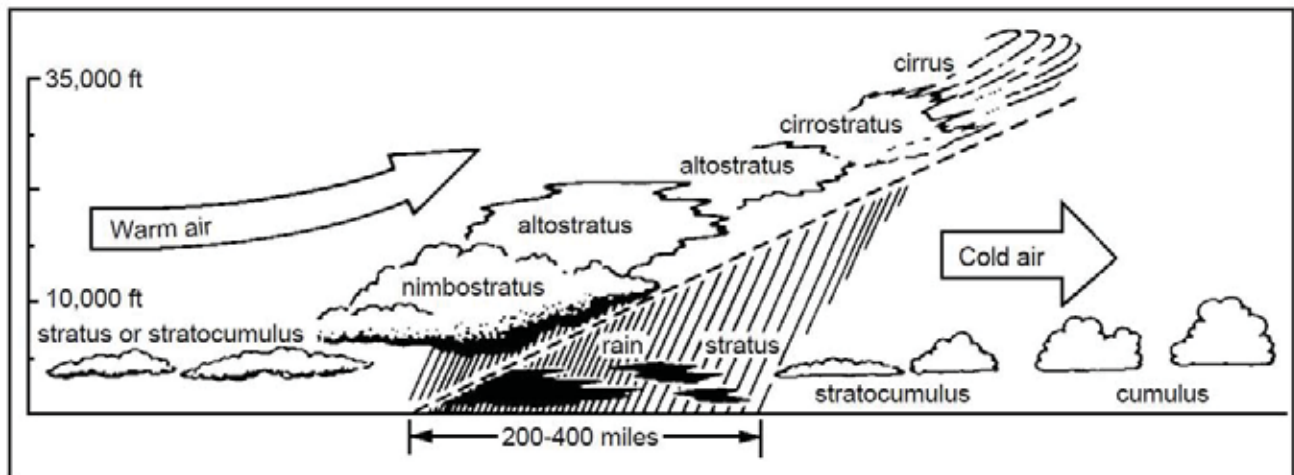 35,000 ft
cirrus
cirrostratus
altostratus
Warm air
altostratus
Cold air
nimbostratus
10,000 ft
stratus or stratocumulus
rain
stratus
stratocumulus
cumulus
200-400 miles